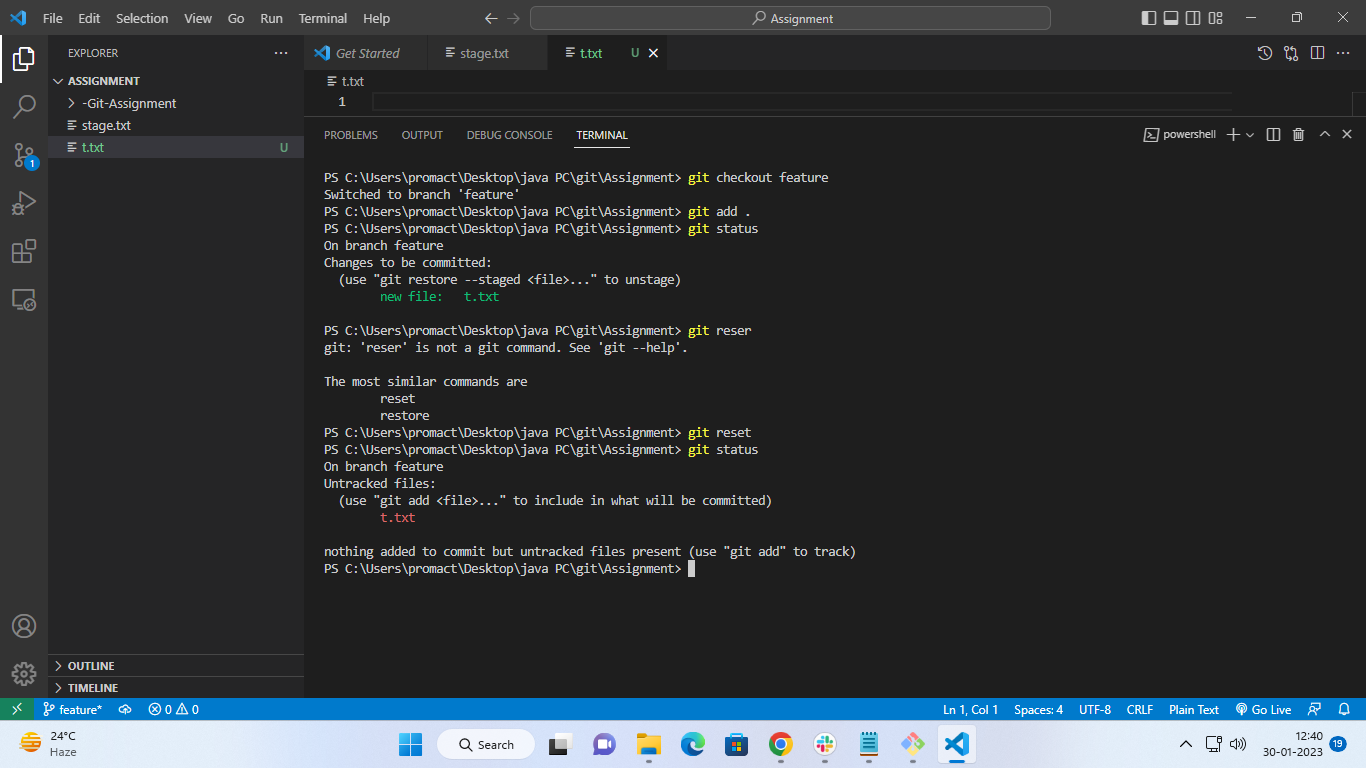 File Edit Selection View Go Run Terminal Help
Assignment
EXPLORER
Get Started
stage.txt
t.txt U
ASSIGNMENT
-Git-Assignment
stage.txt
t.txt U
t.txt
1
1
PROBLEMS OUTPUT DEBUG CONSOLE TERMINAL
powershell
PS C:\Users\promact\Desktop\java PC\git\Assignment> git checkout feature
Switched to branch 'feature'
PS C:\Users\promact\Desktop\java PC\git\Assignment> git add .
PS C:\Users\promact\Desktop\java PC\git\Assignment> git status
On branch feature
Changes to be committed:
  (use "git restore --staged <file>..." to unstage)
        new file:   t.txt
PS C:\Users\promact\Desktop\java PC\git\Assignment> git reser
git: 'reser' is not a git command. See 'git --help'.
The most similar commands are
        reset
        restore
PS C:\Users\promact\Desktop\java PC\git\Assignment> git reset
PS C:\Users\promact\Desktop\java PC\git\Assignment> git status
On branch feature
Untracked files:
  (use "git add <file>..." to include in what will be committed)
        t.txt
nothing added to commit but untracked files present (use "git add" to track)
PS C:\Users\promact\Desktop\java PC\git\Assignment>
OUTLINE
TIMELINE
feature* 0 0 Ln 1, Col 1 Spaces: 4 UTF-8 CRLF Plain Text Go Live
24°C
Haze
Search
12:40
30-01-2023
19